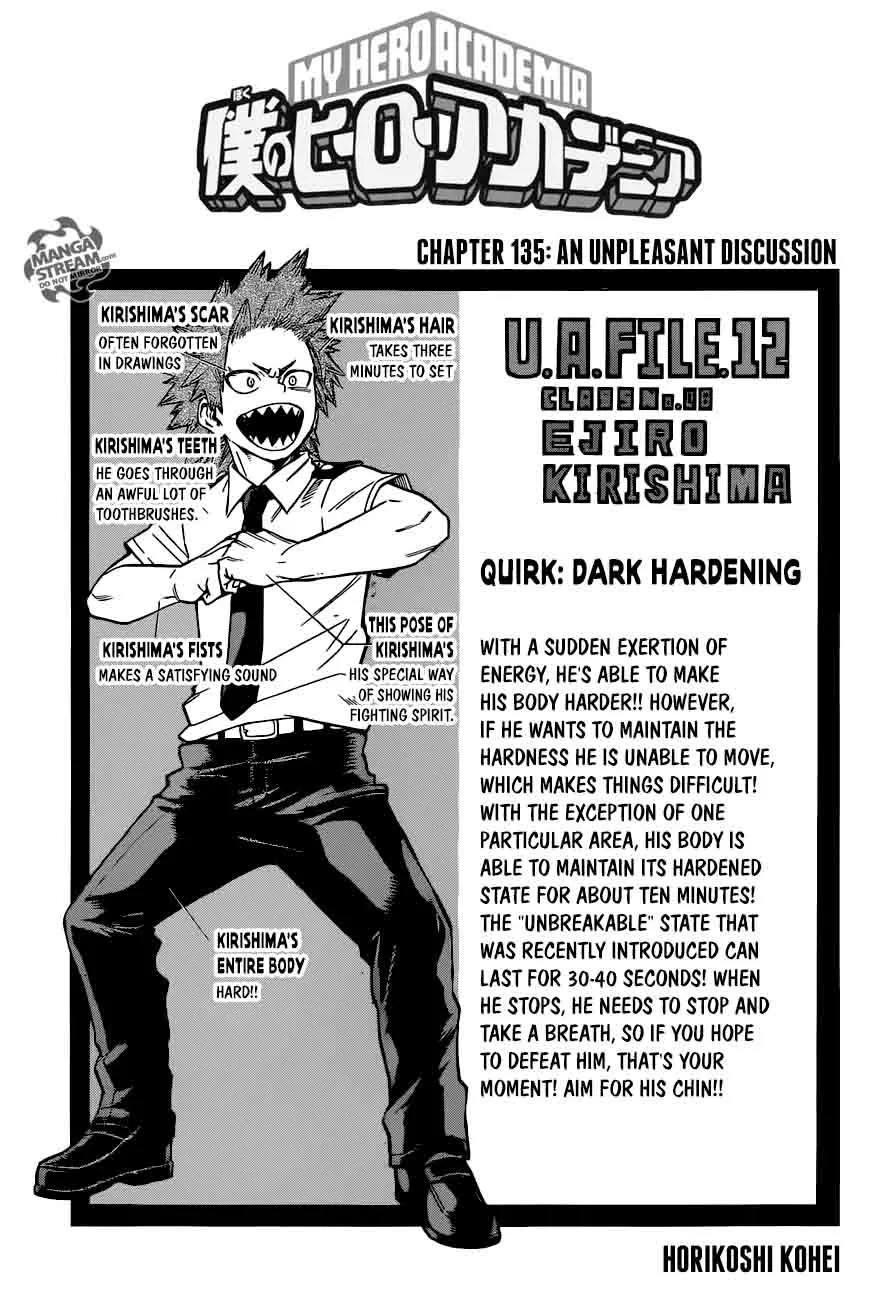 MY HERO ACADEMIA
ぼく
僕のヒーローアカデミア
MANGA
STREAM.com
DO NOT MIRROR
CHAPTER 135: AN UNPLEASANT DISCUSSION
KIRISHIMA'S SCAR
OFTEN FORGOTTEN
IN DRAWINGS
KIRISHIMA'S HAIR
TAKES THREE
MINUTES TO SET
KIRISHIMA'S TEETH
HE GOES THROUGH
AN AWFUL LOT OF
TOOTHBRUSHES.
KIRISHIMA'S FISTS
MAKES A SATISFYING SOUND
THIS POSE OF
KIRISHIMA'S
HIS SPECIAL WAY
OF SHOWING HIS
FIGHTING SPIRIT.
KIRISHIMA'S
ENTIRE BODY
HARD!!
U.A.FILE.12
CLASS No.
EJIRO
KIRISHIMA
QUIRK: DARK HARDENING
WITH A SUDDEN EXERTION OF
ENERGY, HE'S ABLE TO MAKE
HIS BODY HARDER!! HOWEVER,
IF HE WANTS TO MAINTAIN THE
HARDNESS HE IS UNABLE TO MOVE,
WHICH MAKES THINGS DIFFICULT!
WITH THE EXCEPTION OF ONE
PARTICULAR AREA, HIS BODY IS
ABLE TO MAINTAIN ITS HARDENED
STATE FOR ABOUT TEN MINUTES!
THE "UNBREAKABLE" STATE THAT
WAS RECENTLY INTRODUCED CAN
LAST FOR 30-40 SECONDS! WHEN
HE STOPS, HE NEEDS TO STOP AND
TAKE A BREATH, SO IF YOU HOPE
TO DEFEAT HIM, THAT'S YOUR
MOMENT! AIM FOR HIS CHIN!!
HORIKOSHI KOHEI